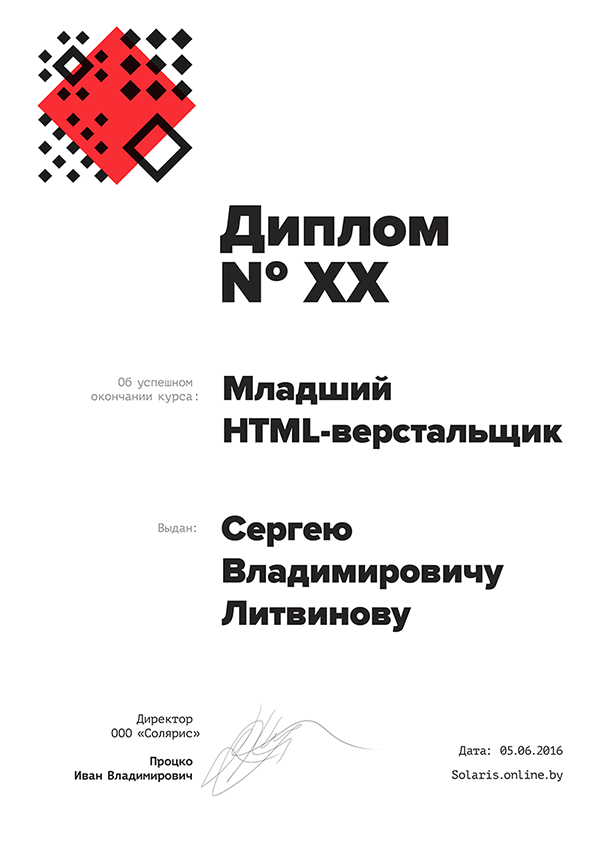 Диплом
№ XX
Об успешном
окончании курса:
Младший
HTML-верстальщик
Выдан:
Сергею
Владимировичу
Литвинову
Директор
ООО «Солярис»
Процко
Иван Владимирович
Дата: 05.06.2016
Solaris.online.by